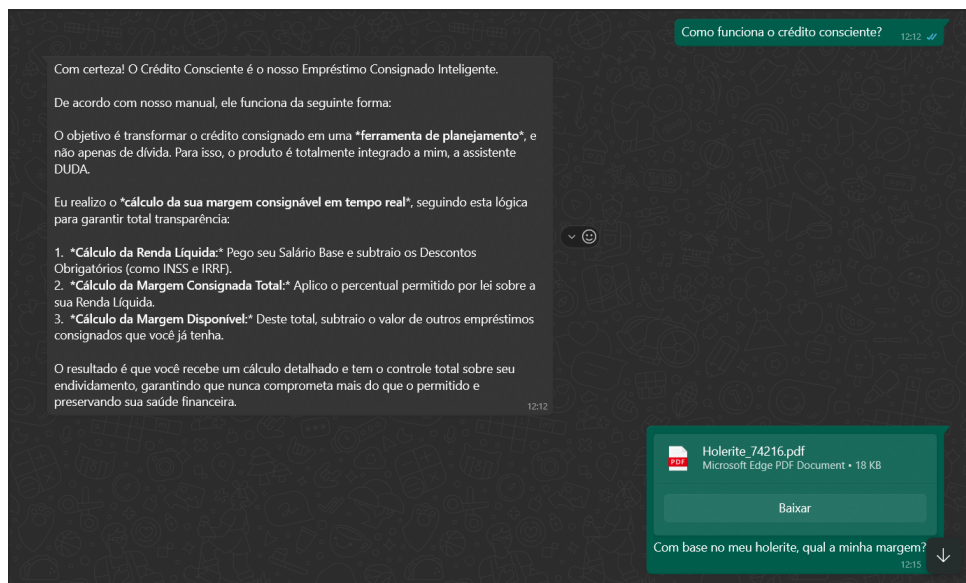 Como funciona o crédito consciente?
12:12
Com certeza! O Crédito Consciente é o nosso Empréstimo Consignado Inteligente.
De acordo com nosso manual, ele funciona da seguinte forma:
O objetivo é transformar o crédito consignado em uma *ferramenta de planejamento*, e
não apenas de dívida. Para isso, o produto é totalmente integrado a mim, a assistente
DUDA.
Eu realizo o *cálculo da sua margem consignável em tempo real*, seguindo esta lógica
para garantir total transparência:
1. *Cálculo da Renda Líquida:* Pego seu Salário Base e subtraio os Descontos
Obrigatórios (como INSS e IRRF).
2. *Cálculo da Margem Consignada Total:* Aplico o percentual permitido por lei sobre a
sua Renda Líquida.
3. *Cálculo da Margem Disponível:* Deste total, subtraio o valor de outros empréstimos
consignados que você já tenha.
O resultado é que você recebe um cálculo detalhado e tem o controle total sobre seu
endividamento, garantindo que nunca comprometa mais do que o permitido e
preservando sua saúde financeira.
12:12
PDF
Holerite_74216.pdf
Microsoft Edge PDF Document • 18 KB
Baixar
Com base no meu holerite, qual a minha margem?
12:15